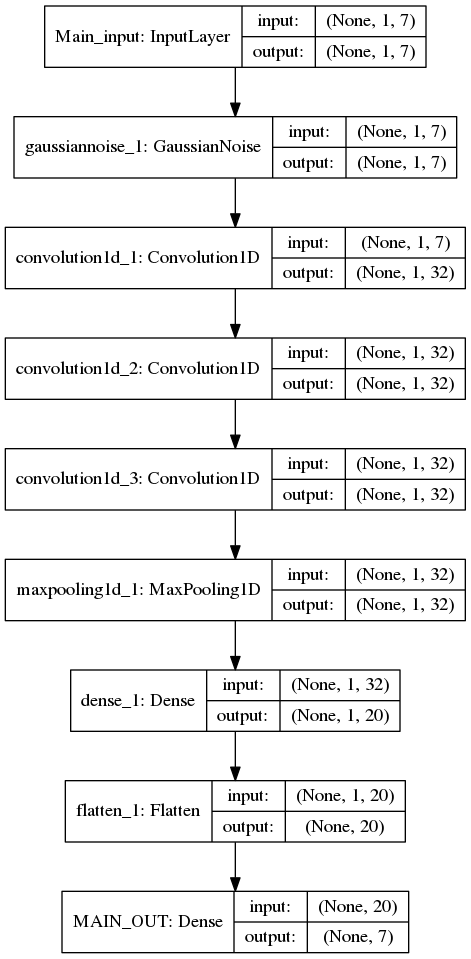 Main_input: InputLayer
input: (None, 1, 7)
output: (None, 1, 7)
gaussiannoise_1: GaussianNoise
input: (None, 1, 7)
output: (None, 1, 7)
convolution1d_1: Convolution1D
input: (None, 1, 7)
output: (None, 1, 32)
convolution1d_2: Convolution1D
input: (None, 1, 32)
output: (None, 1, 32)
convolution1d_3: Convolution1D
input: (None, 1, 32)
output: (None, 1, 32)
maxpooling1d_1: MaxPooling1D
input: (None, 1, 32)
output: (None, 1, 32)
dense_1: Dense
input: (None, 1, 32)
output: (None, 1, 20)
flatten_1: Flatten
input: (None, 1, 20)
output: (None, 20)
MAIN_OUT: Dense
input: (None, 20)
output: (None, 7)